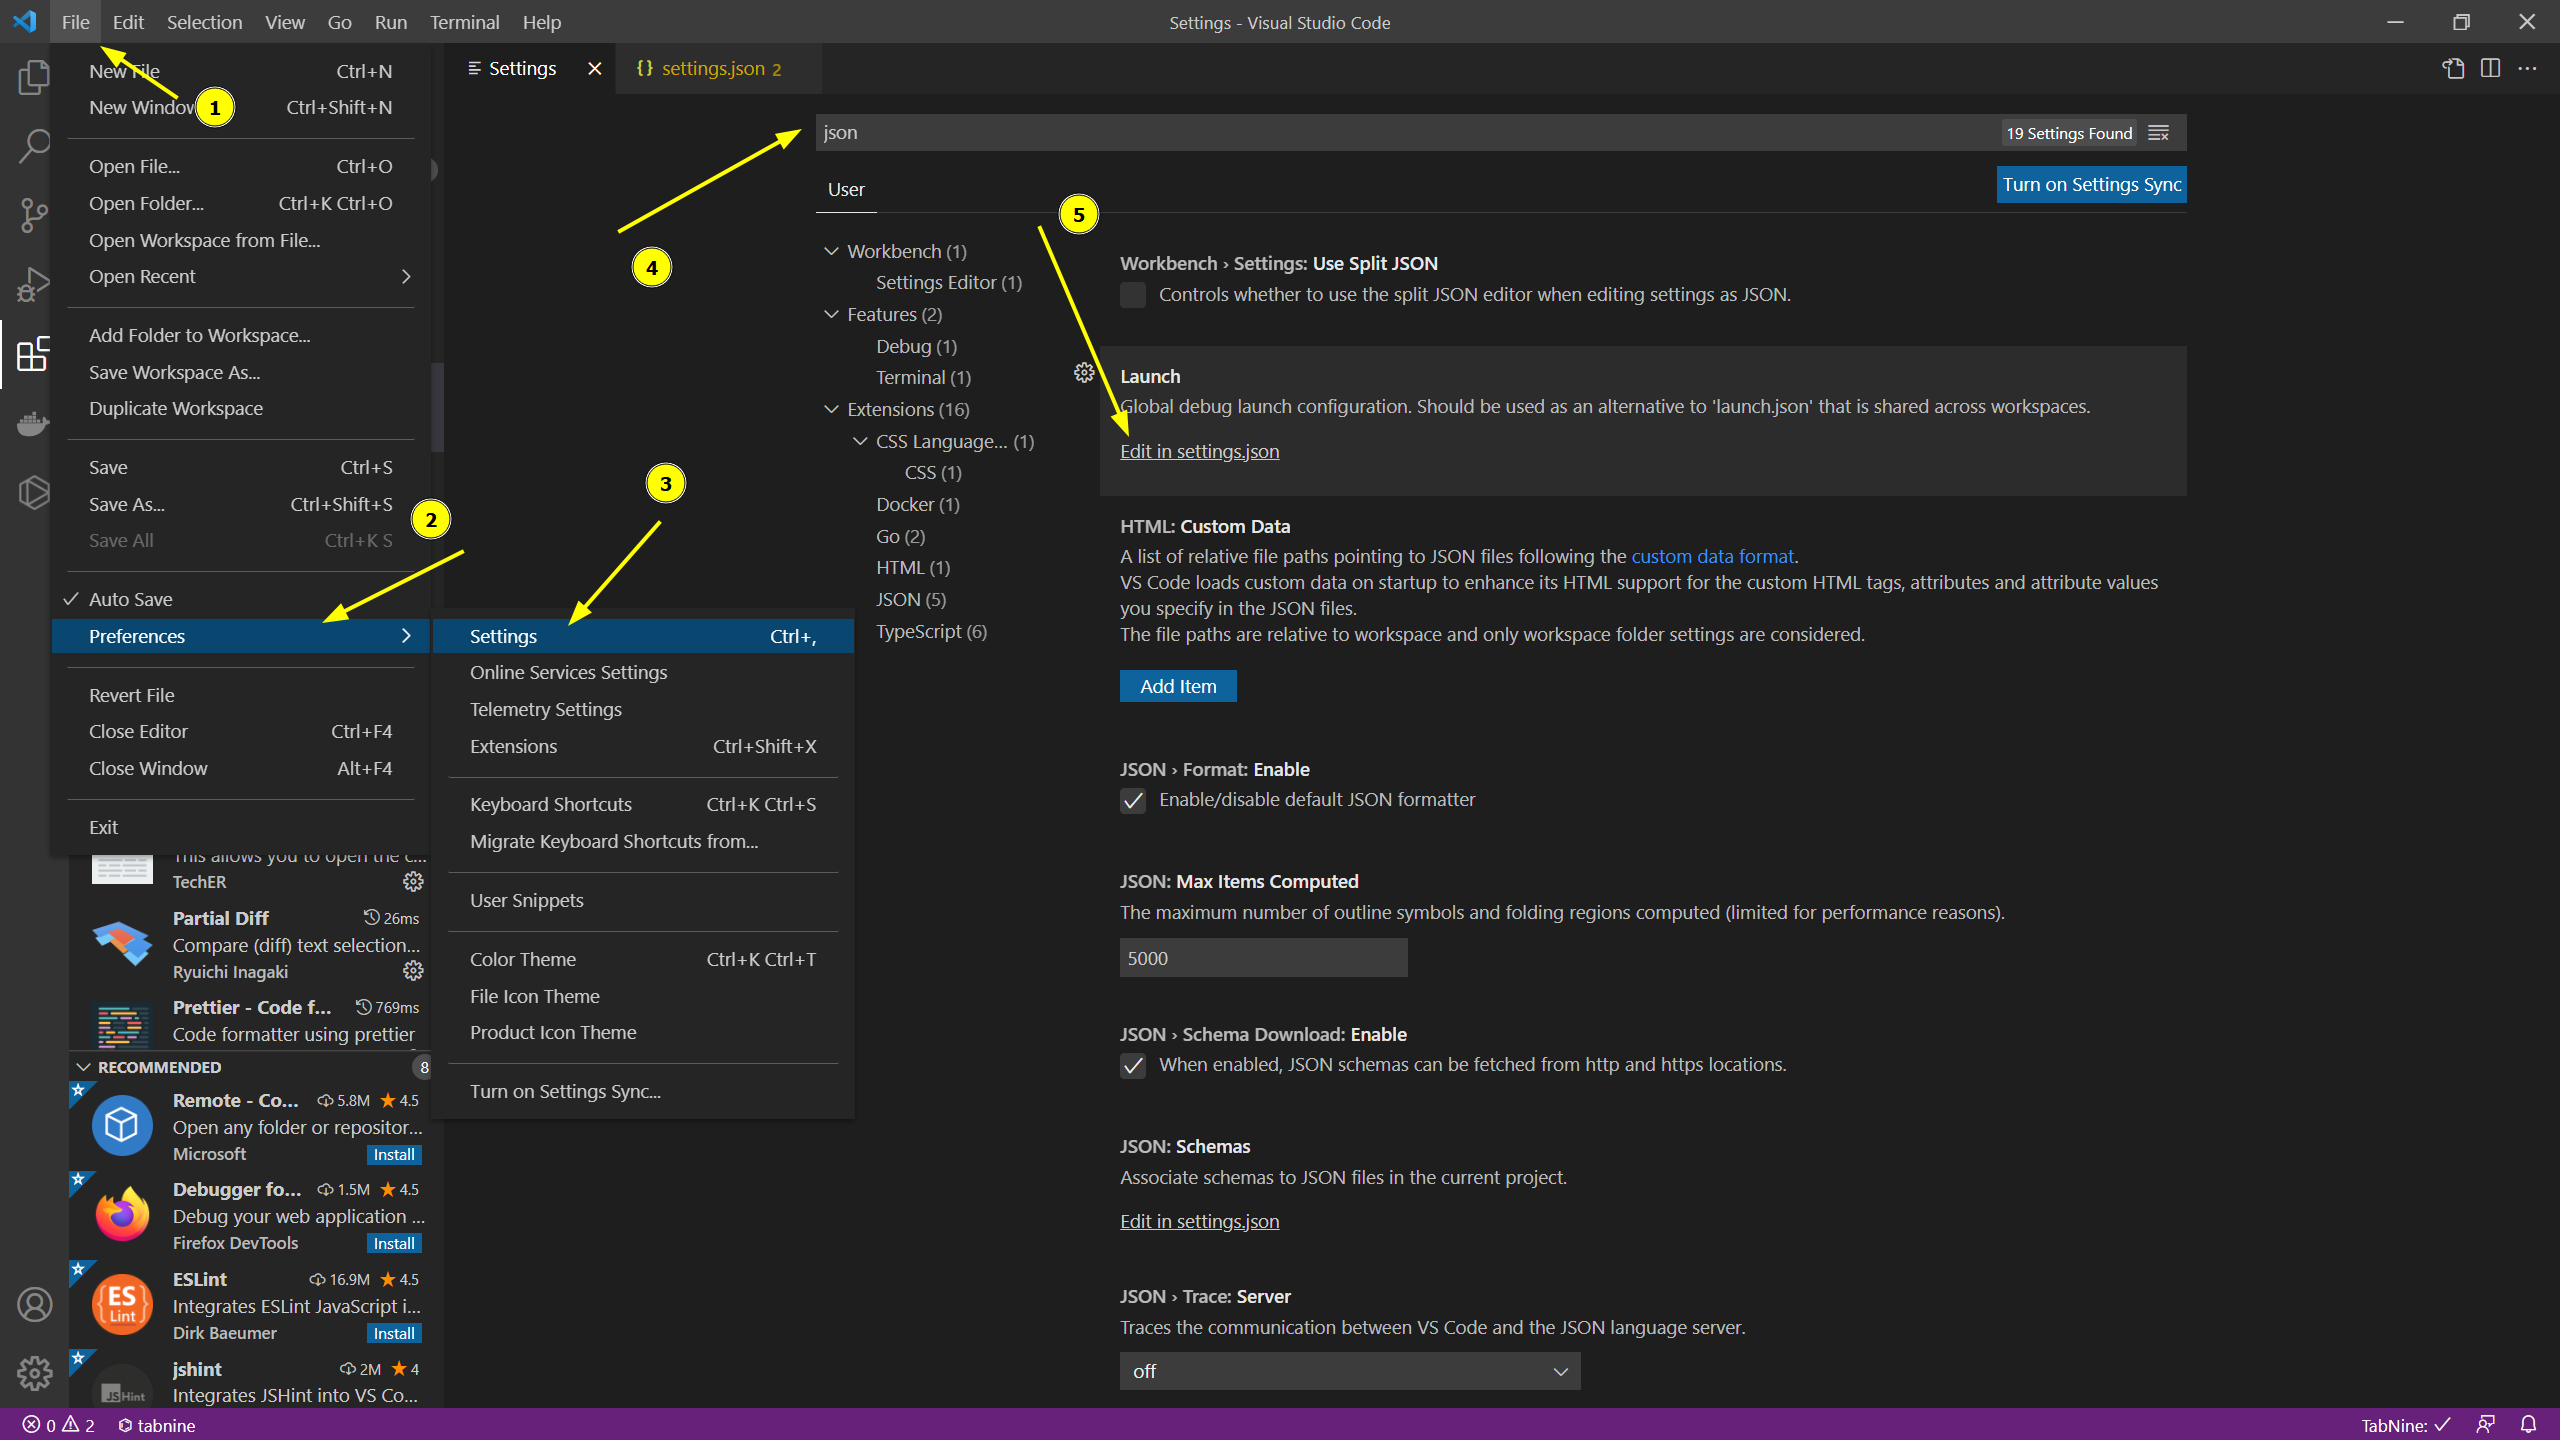 File Edit Selection View Go Run Terminal Help
Settings - Visual Studio Code
New File Ctrl+N
New Window Ctrl+Shift+N
1
Open File... Ctrl+O
Open Folder... Ctrl+K Ctrl+O
Open Workspace from File...
Open Recent
Add Folder to Workspace...
Save Workspace As...
Duplicate Workspace
Save Ctrl+S
Save As... Ctrl+Shift+S
Save All Ctrl+K S
2
Auto Save
Preferences
Revert File
Close Editor Ctrl+F4
Close Window Alt+F4
Exit
3
Settings Ctrl+,
Online Services Settings
Telemetry Settings
Extensions Ctrl+Shift+X
Keyboard Shortcuts Ctrl+K Ctrl+S
Migrate Keyboard Shortcuts from...
User Snippets
Color Theme Ctrl+K Ctrl+T
File Icon Theme
Product Icon Theme
Turn on Settings Sync...
This allows you to open the c...
TechER
Partial Diff 26ms
Compare (diff) text selection...
Ryuichi Inagaki
Prettier - Code f... 769ms
Code formatter using prettier
RECOMMENDED 8
Remote - Co... 5.8M 4.5
Open any folder or repositor...
Microsoft Install
Debugger fo... 1.5M 4.5
Debug your web application ...
Firefox DevTools Install
ES Lint
ESLint 16.9M 4.5
Integrates ESLint JavaScript i...
Dirk Baeumer Install
JSHint
jshint 2M 4
Integrates JSHint into VS Co...
Settings
{} settings.json 2
json 19 Settings Found
4
User Turn on Settings Sync
5
Workbench (1)
Settings Editor (1)
Features (2)
Debug (1)
Terminal (1)
Extensions (16)
CSS Language... (1)
CSS (1)
Docker (1)
Go (2)
HTML (1)
JSON (5)
TypeScript (6)
Workbench › Settings: Use Split JSON
Controls whether to use the split JSON editor when editing settings as JSON.
Launch
Global debug launch configuration. Should be used as an alternative to 'launch.json' that is shared across workspaces.
Edit in settings.json
HTML: Custom Data
A list of relative file paths pointing to JSON files following the custom data format.
VS Code loads custom data on startup to enhance its HTML support for the custom HTML tags, attributes and attribute values
you specify in the JSON files.
The file paths are relative to workspace and only workspace folder settings are considered.
Add Item
JSON › Format: Enable
Enable/disable default JSON formatter
JSON: Max Items Computed
The maximum number of outline symbols and folding regions computed (limited for performance reasons).
5000
JSON › Schema Download: Enable
When enabled, JSON schemas can be fetched from http and https locations.
JSON: Schemas
Associate schemas to JSON files in the current project.
Edit in settings.json
JSON › Trace: Server
Traces the communication between VS Code and the JSON language server.
off
0 2 tabnine
TabNine: